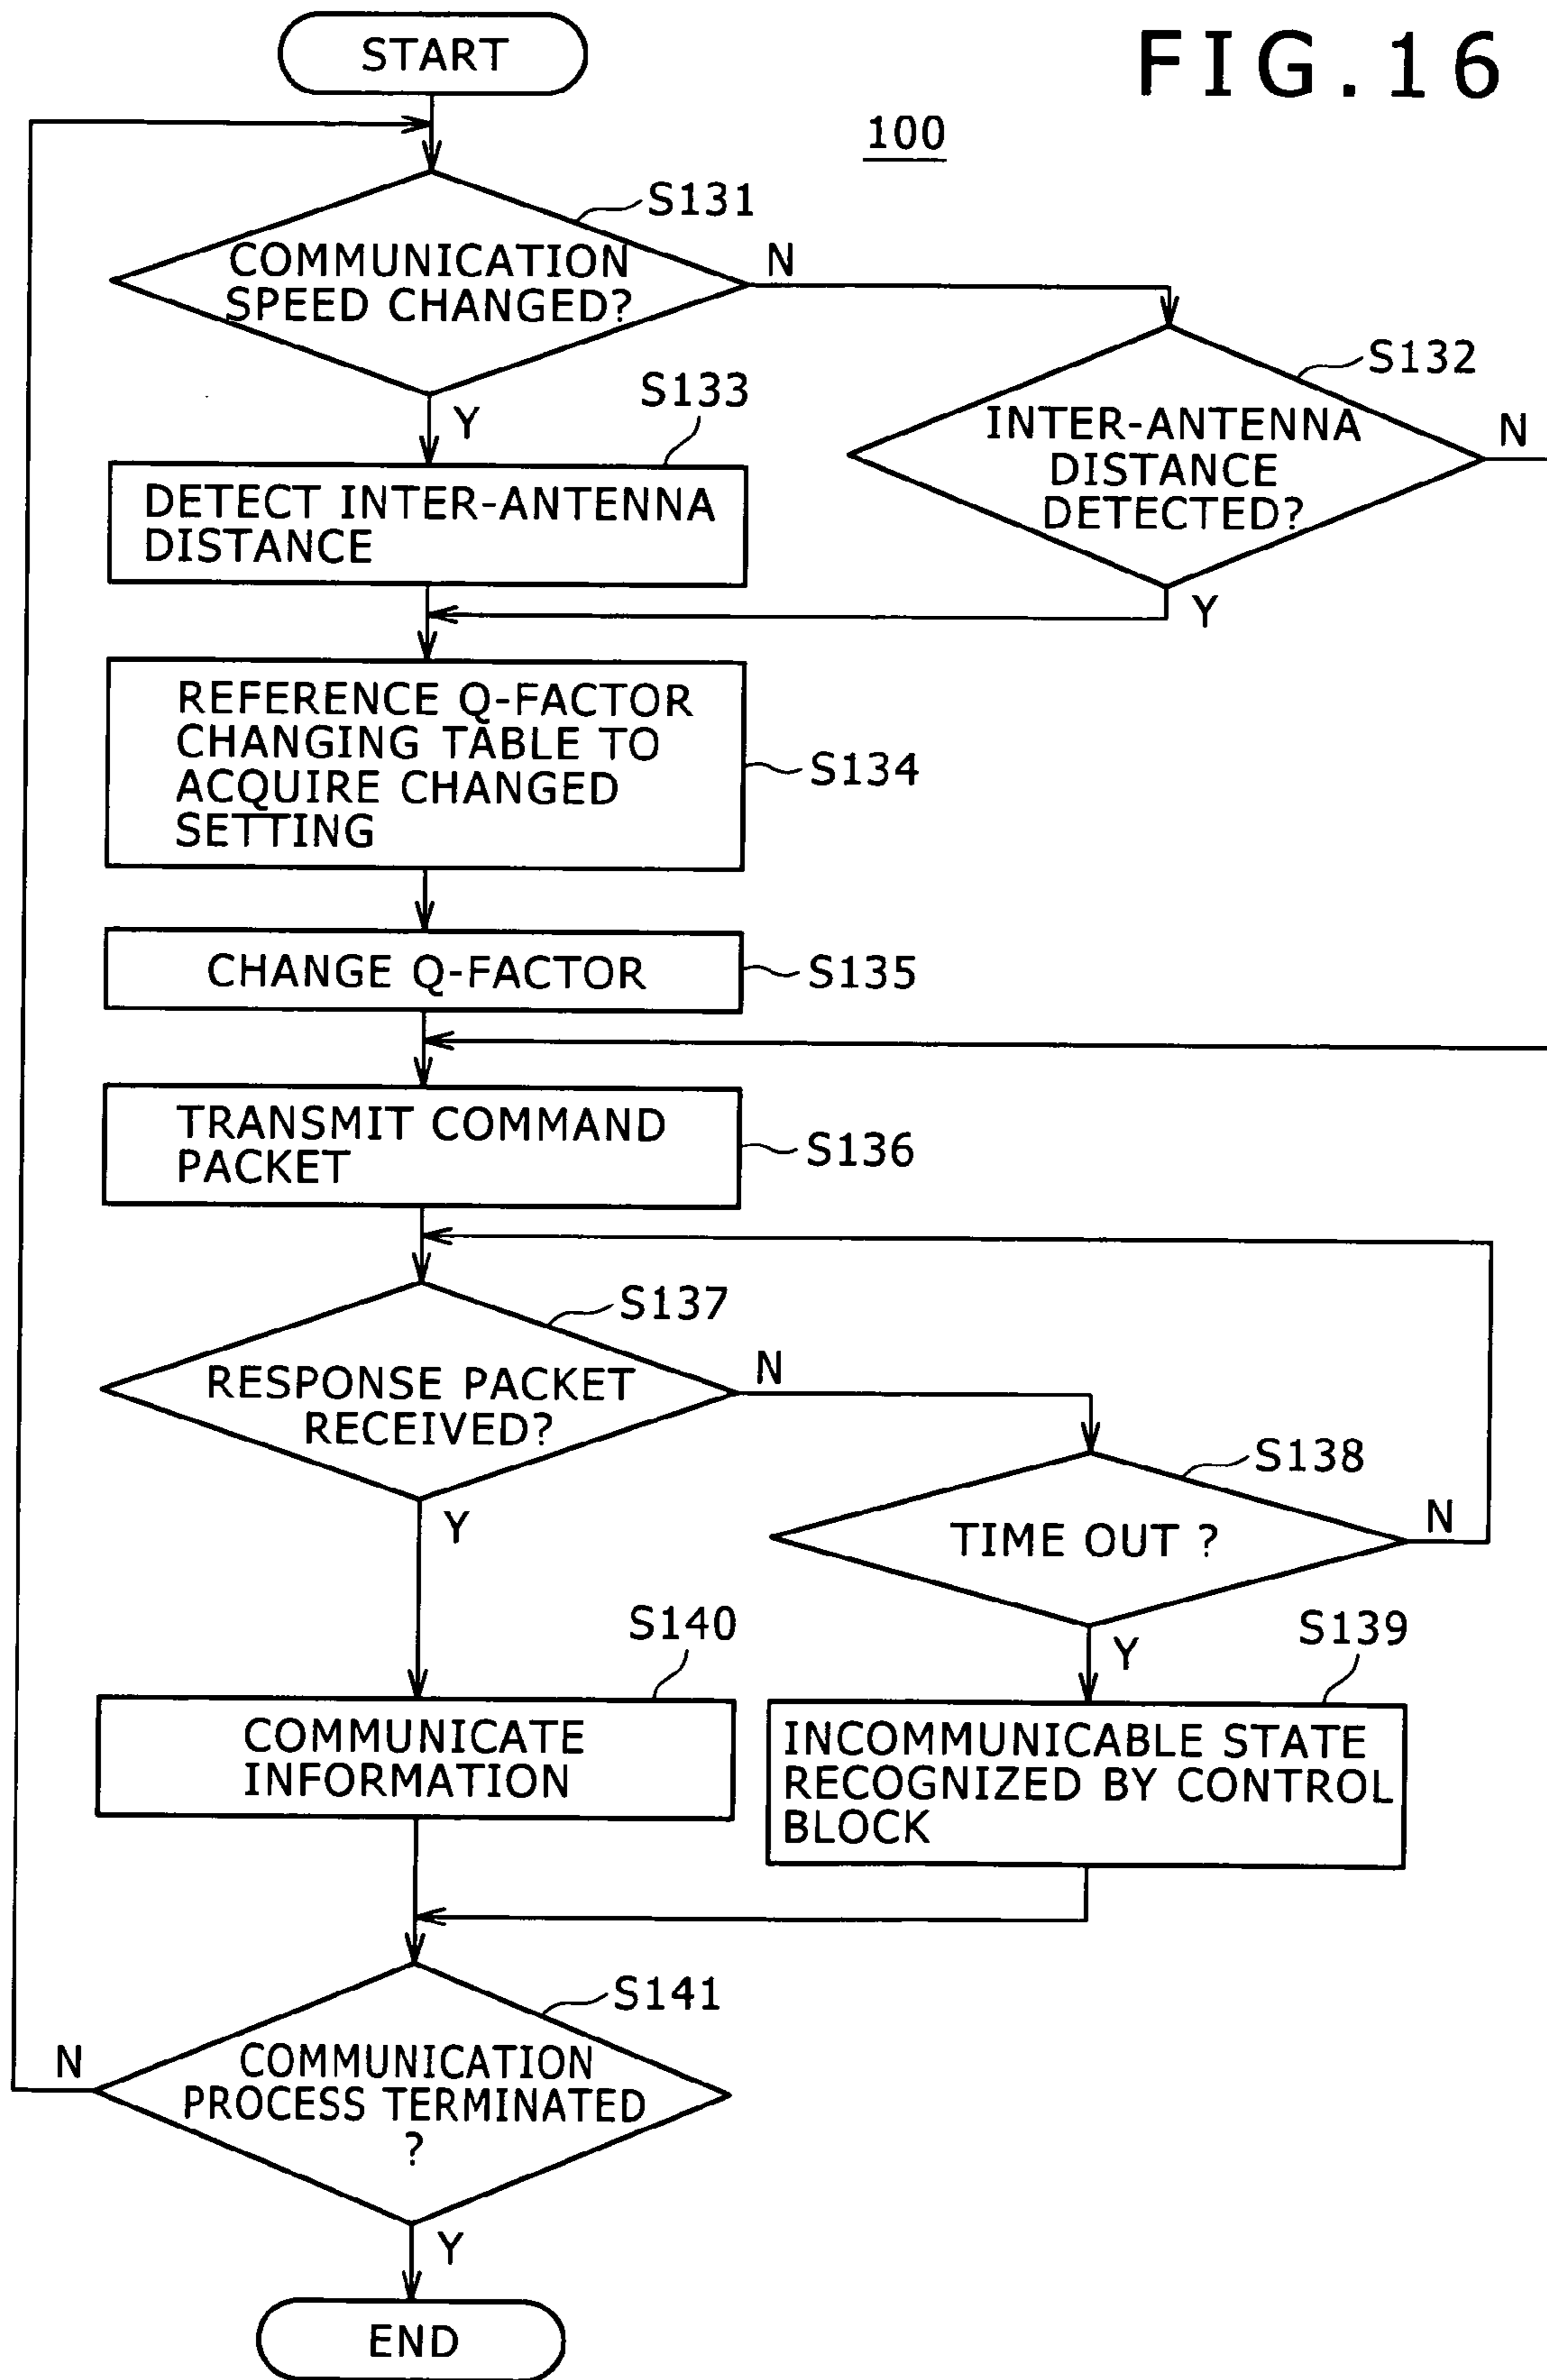 START
FIG.16
100
S131
COMMUNICATION
SPEED CHANGED?
N
S132
INTER-ANTENNA
DISTANCE
DETECTED?
N
Y
S133
Y
DETECT INTER-ANTENNA
DISTANCE
REFERENCE Q-FACTOR
CHANGING TABLE TO
ACQUIRE CHANGED
SETTING
S134
CHANGE Q-FACTOR
S135
TRANSMIT COMMAND
PACKET
S136
S137
RESPONSE PACKET
RECEIVED?
N
Y
S138
TIME OUT ?
N
Y
S140
COMMUNICATE
INFORMATION
S139
INCOMMUNICABLE STATE
RECOGNIZED BY CONTROL
BLOCK
S141
COMMUNICATION
PROCESS TERMINATED
?
N
Y
END